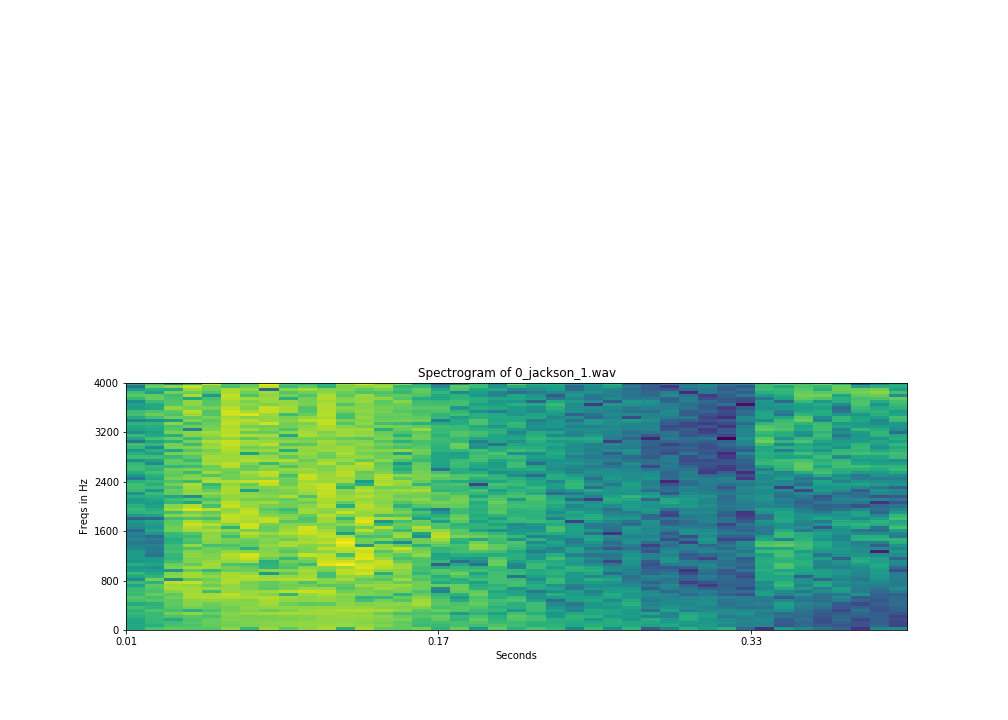 Spectrogram of 0_jackson_1.wav
4000
3200
2400
1600
800
0
Freqs in Hz
0.01 0.17 0.33
Seconds